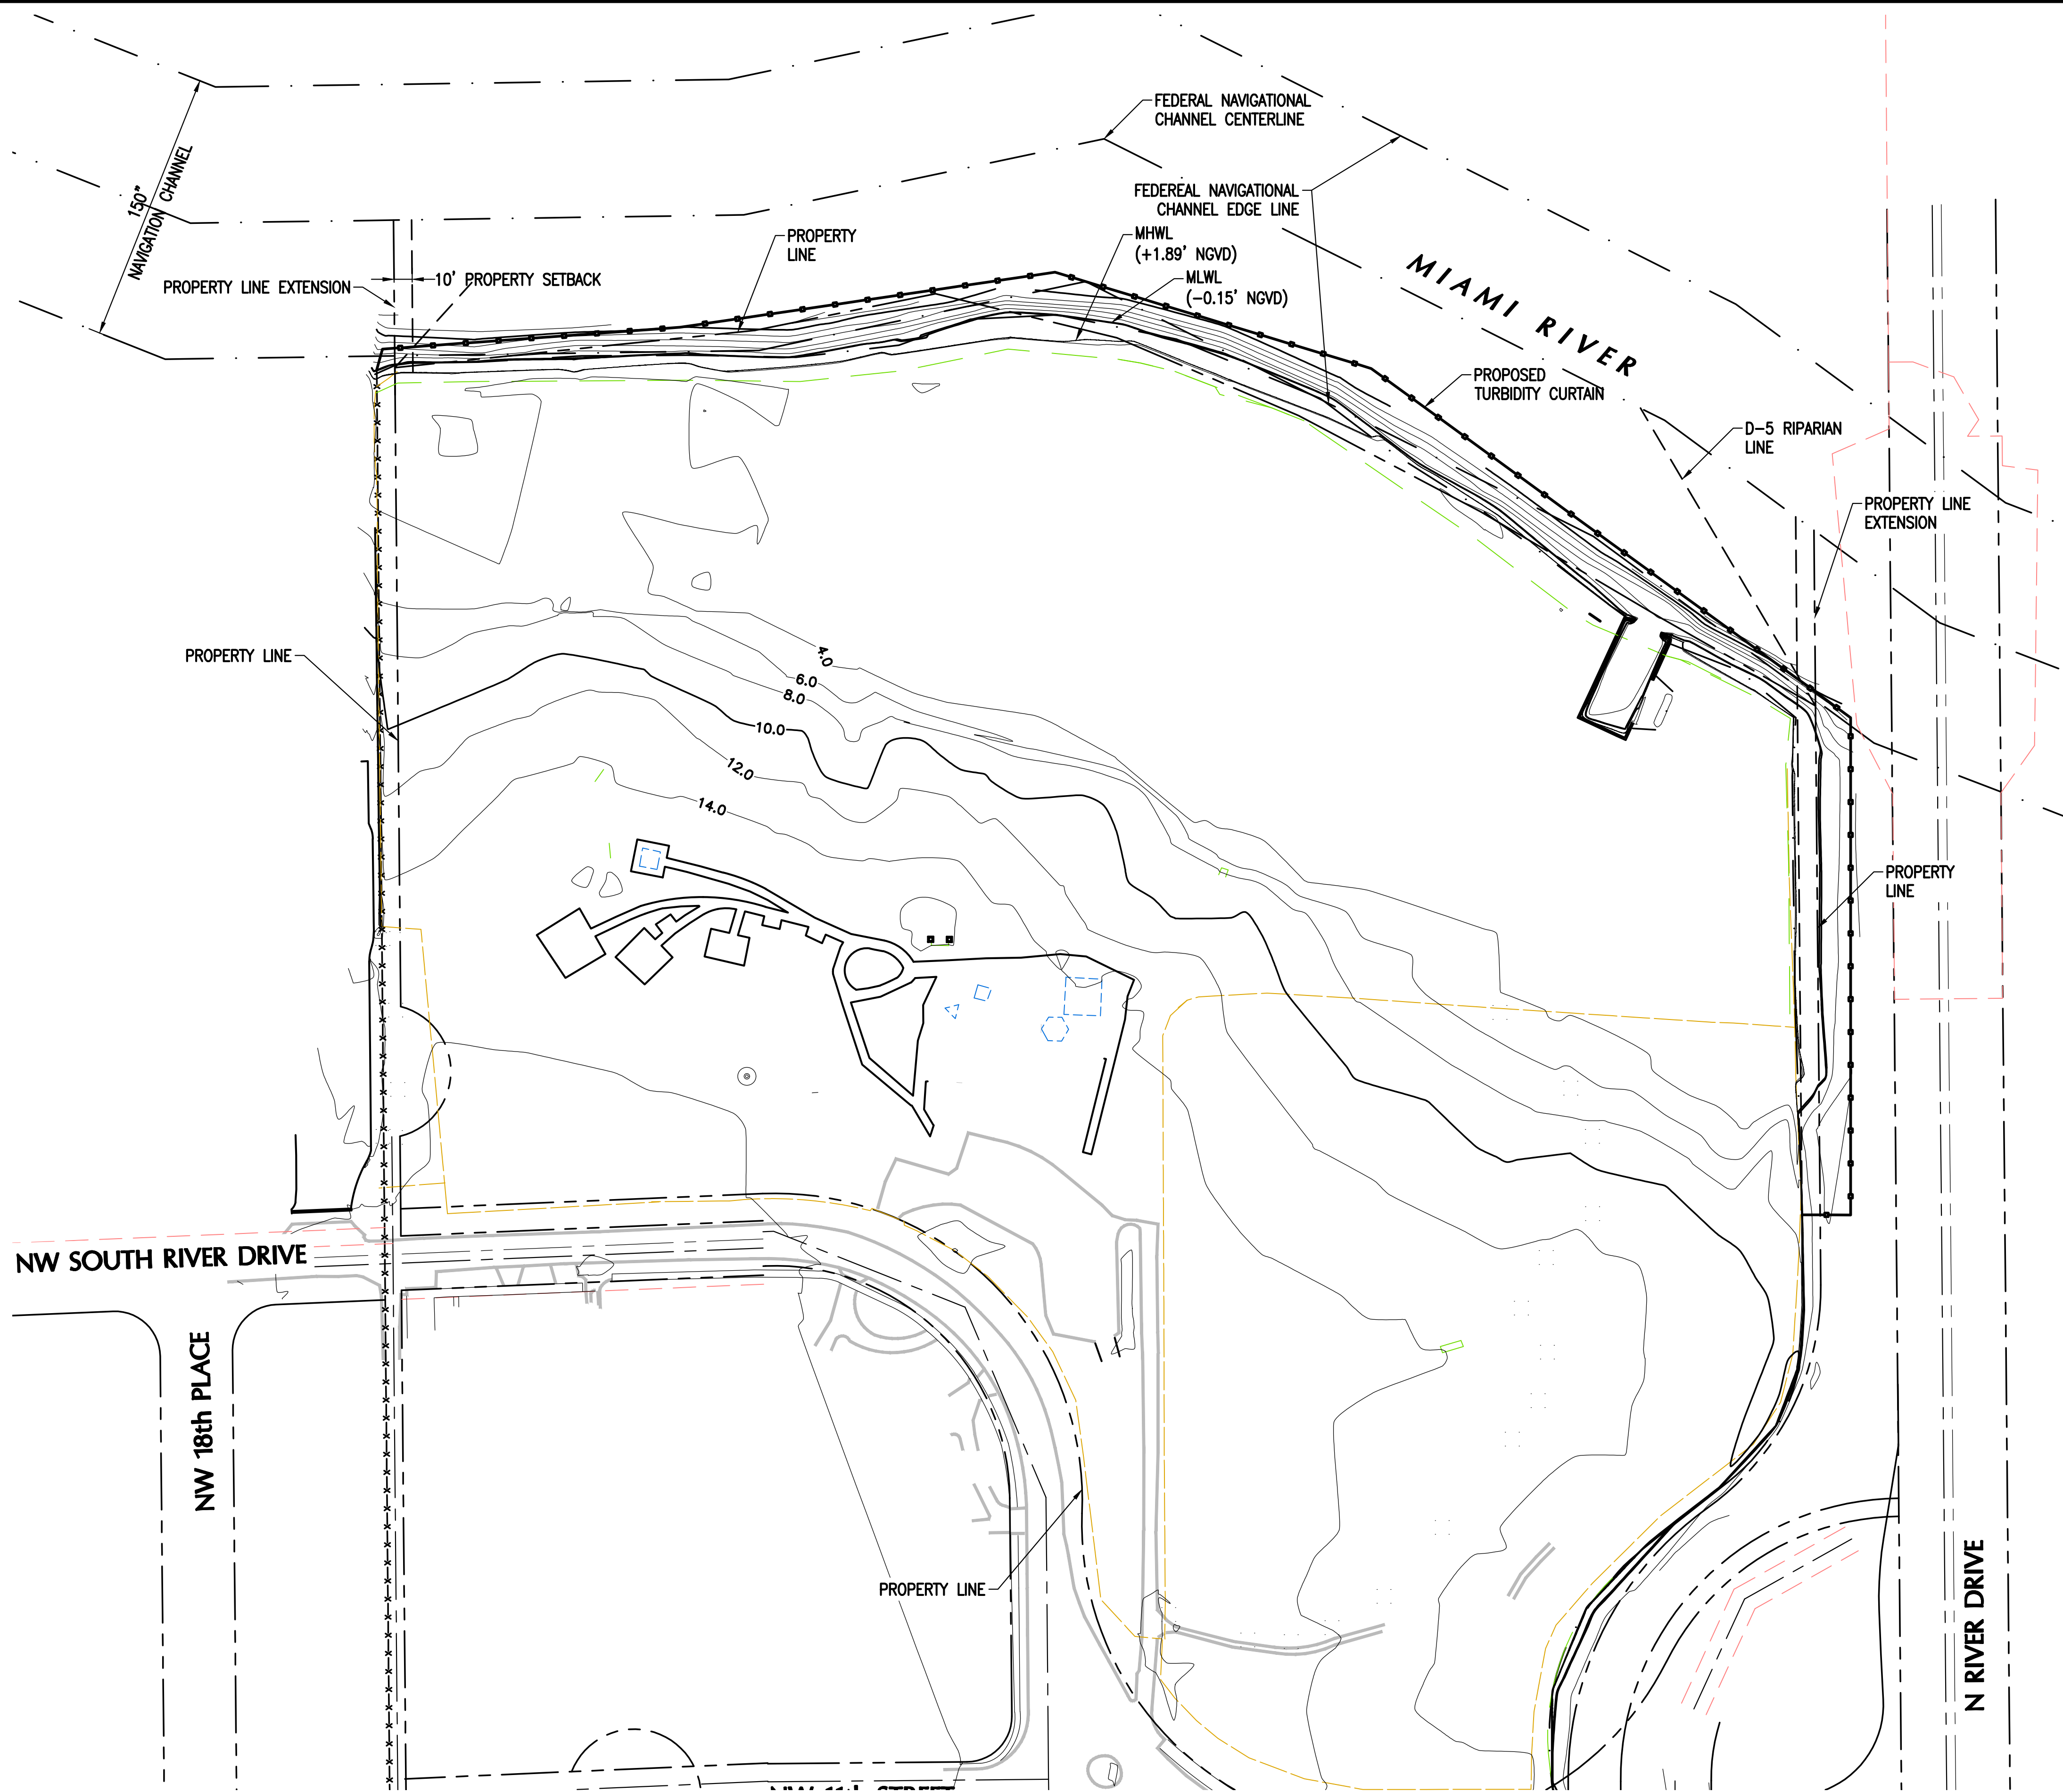 FEDERAL NAVIGATIONAL
CHANNEL CENTERLINE
150"
NAVIGATION CHANNEL
FEDEREAL NAVIGATIONAL
CHANNEL EDGE LINE
PROPERTY
LINE
MHWL
(+1.89' NGVD)
MLWL
(-0.15' NGVD)
MIAMI RIVER
PROPERTY LINE EXTENSION
10' PROPERTY SETBACK
PROPOSED
TURBIDITY CURTAIN
D-5 RIPARIAN
LINE
PROPERTY LINE
EXTENSION
PROPERTY LINE
4.0
6.0
8.0
10.0
12.0
14.0
PROPERTY
LINE
NW SOUTH RIVER DRIVE
NW 18th PLACE
PROPERTY LINE
N RIVER DRIVE
NW 11th STREET